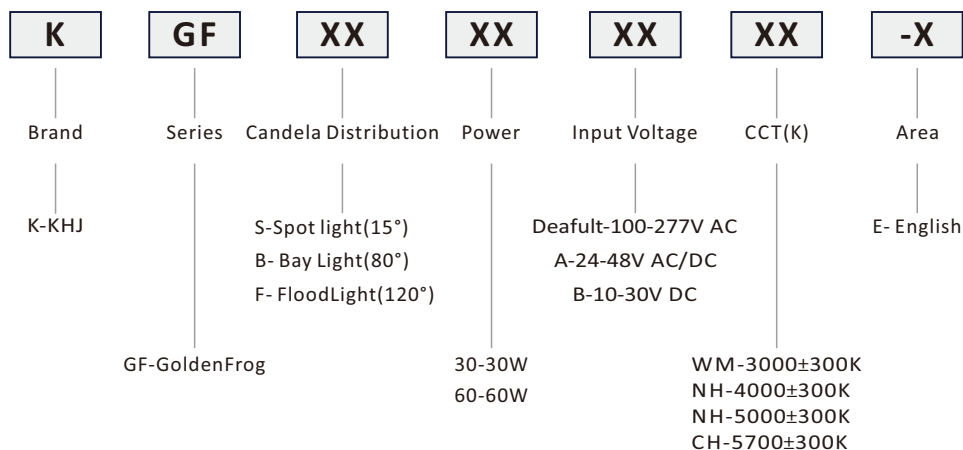 K GF XX XX XX XX -X
Brand Series Candela Distribution Power Input Voltage CCT(K) Area
K-KHJ S-Spot light(15°) Deafult-100-277V AC E- English
B- Bay Light(80°) A-24-48V AC/DC
F- FloodLight(120°) B-10-30V DC
GF-GoldenFrog 30-30W WM-3000±300K
60-60W NH-4000±300K
NH-5000±300K
CH-5700±300K